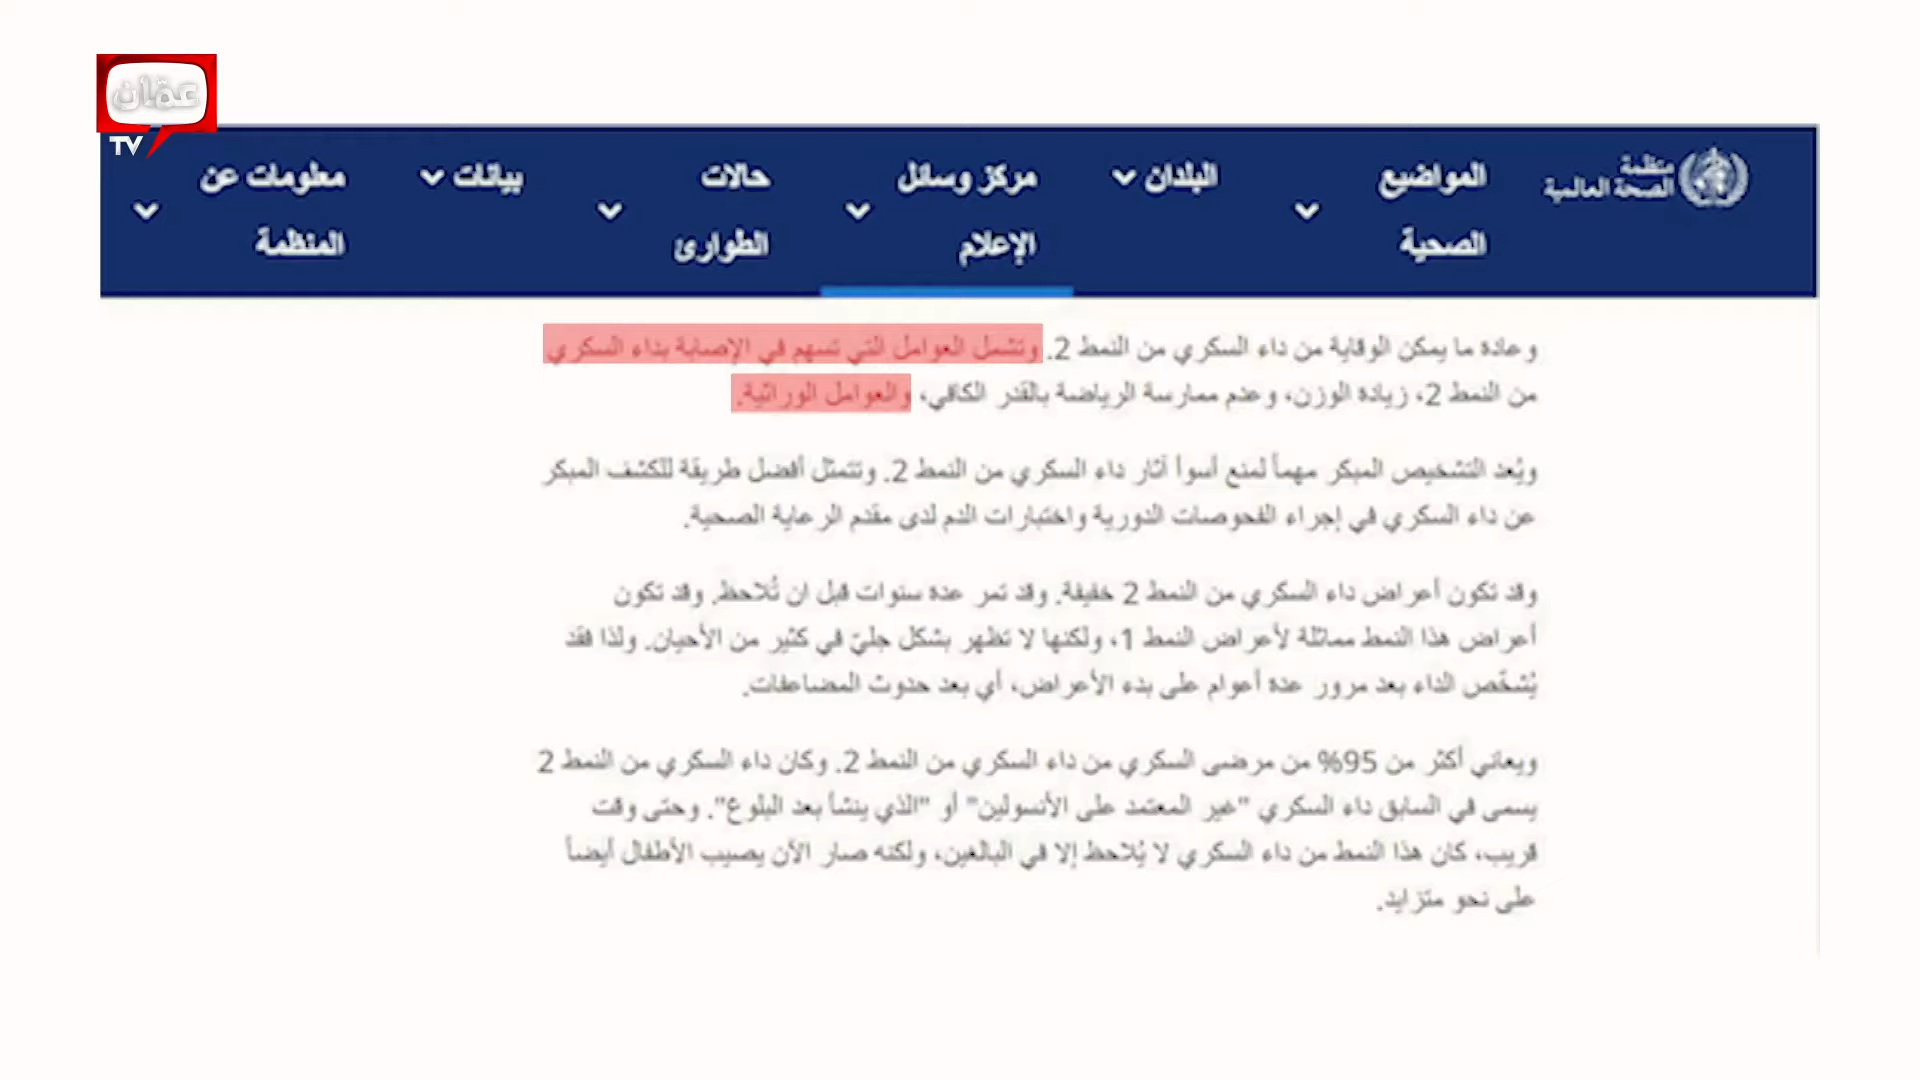 عمّان
TV
منظمة
الصحة العالمية
المواضيع
الصحية
البلدان
مركز وسائل
الإعلام
حالات
الطوارئ
بيانات
معلومات عن
المنظمة
وعادة ما يمكن الوقاية من داء السكري من النمط 2. وتشمل العوامل التي تسهم في الإصابة بداء السكري
من النمط 2، زيادة الوزن، وعدم ممارسة الرياضة بالقدر الكافي، والعوامل الوراثية.
ويُعد التشخيص المبكر مهماً لمنع أسوأ آثار داء السكري من النمط 2. وتتمثل أفضل طريقة للكشف المبكر
عن داء السكري في إجراء الفحوصات الدورية واختبارات الدم لدى مقدم الرعاية الصحية.
وقد تكون أعراض داء السكري من النمط 2 خفيفة. وقد تمر عدة سنوات قبل ان تُلاحظ. وقد تكون
أعراض هذا النمط مماثلة لأعراض النمط 1، ولكنها لا تظهر بشكل جليّ في كثير من الأحيان. ولذا فقد
يُشخّص الداء بعد مرور عدة أعوام على بدء الأعراض، أي بعد حدوث المضاعفات.
ويعاني أكثر من 95% من مرضى السكري من داء السكري من النمط 2. وكان داء السكري من النمط 2
يسمى في السابق داء السكري "غير المعتمد على الأنسولين" أو "الذي ينشأ بعد البلوغ". وحتى وقت
قريب، كان هذا النمط من داء السكري لا يُلاحظ إلا في البالغين، ولكنه صار الآن يصيب الأطفال أيضاً
على نحو متزايد.